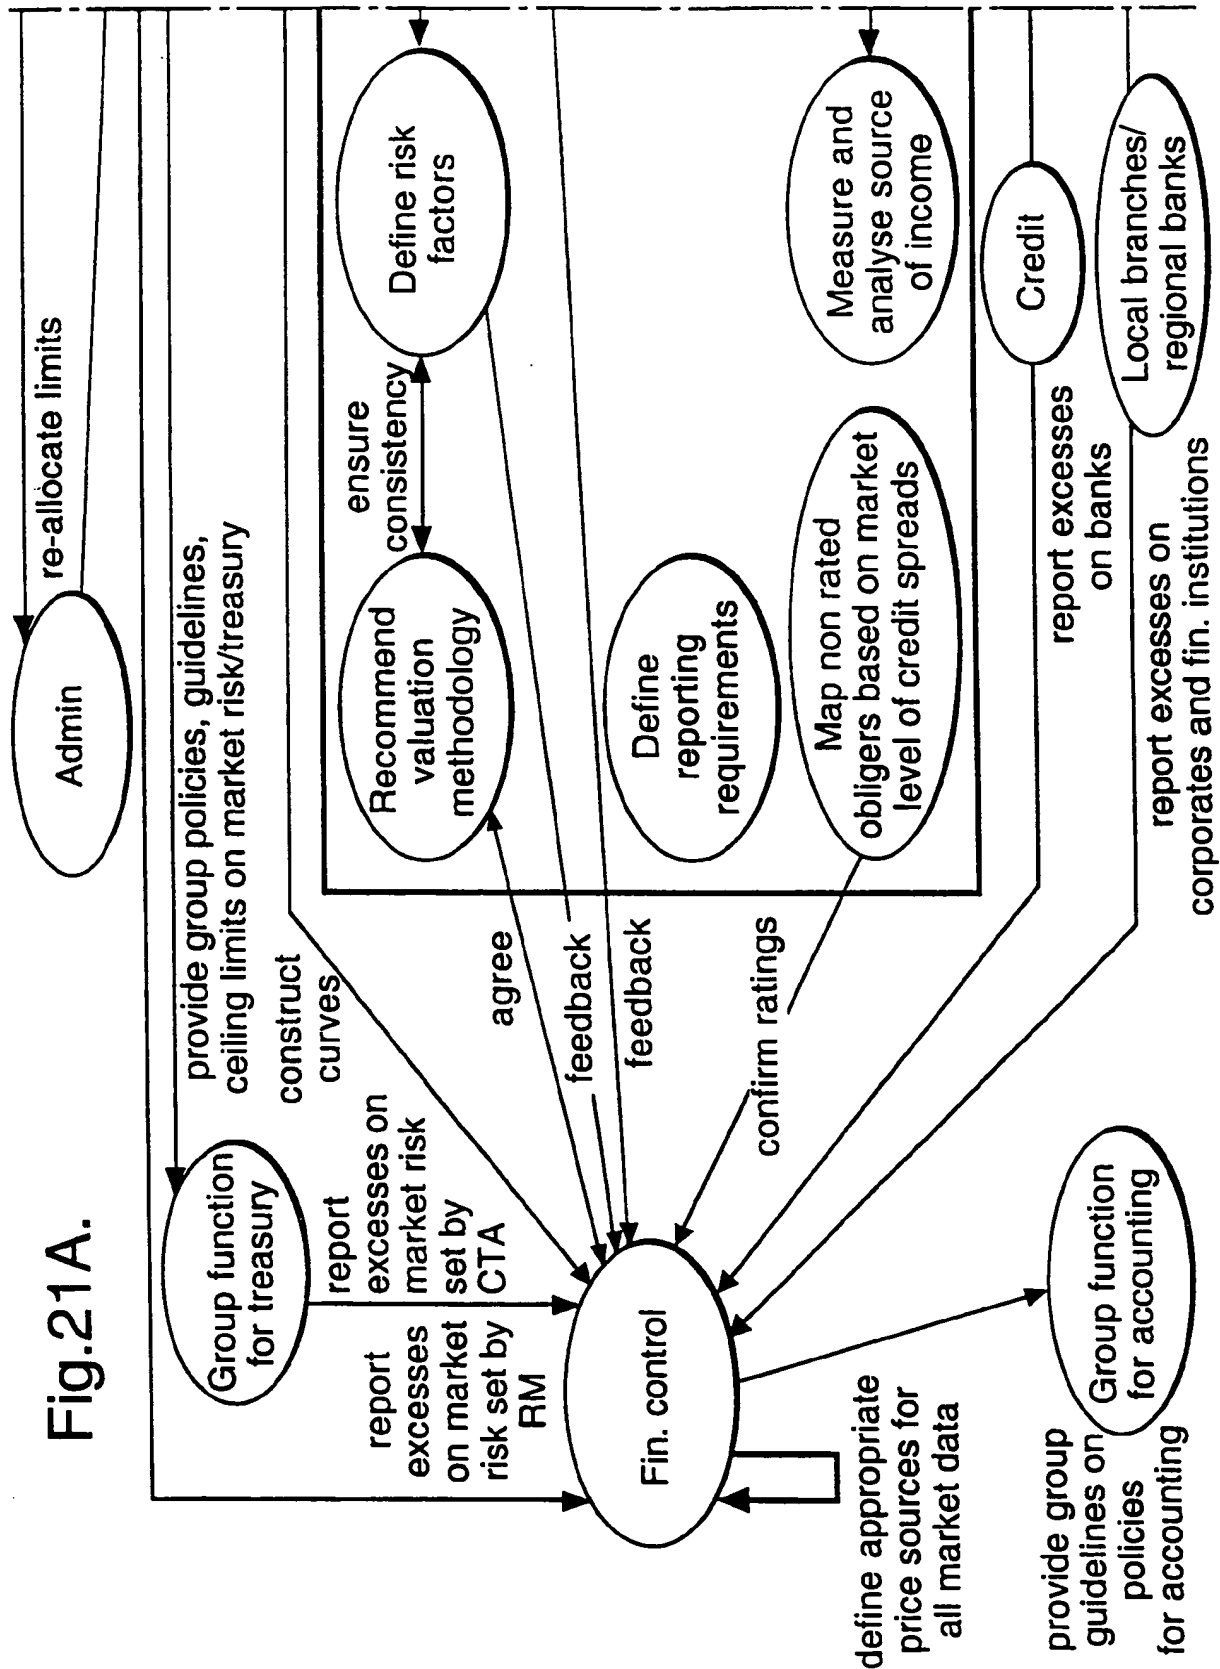 Fig.21A.
Admin
re-allocate limits
provide group policies, guidelines,
ceiling limits on market risk/treasury
Group function
for treasury
construct
curves
report
excesses on
market risk
set by
CTA
report
excesses
on market
risk set by
RM
Fin. control
define appropriate
price sources for
all market data
agree
feedback
feedback
confirm ratings
Recommend
valuation
methodology
ensure
consistency
Define risk
factors
Define
reporting
requirements
Map non rated
obligers based on market
level of credit spreads
Measure and
analyse source
of income
Credit
report excesses
on banks
Local branches/
regional banks
report excesses on
corporates and fin. institutions
Group function
for accounting
provide group
guidelines on
policies
for accounting